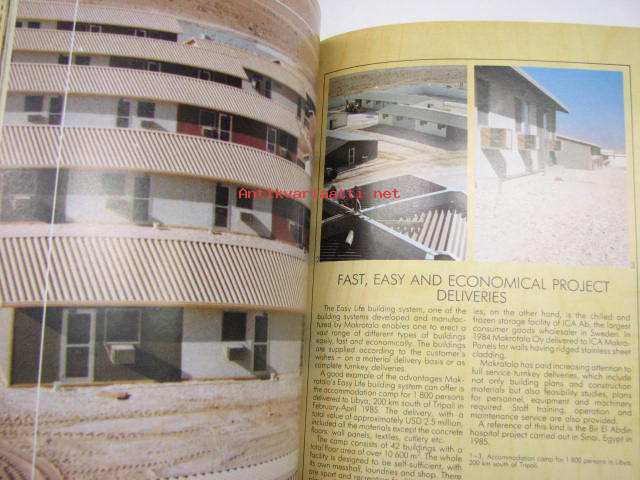 Antikvariaatti.net
FAST, EASY AND ECONOMICAL PROJECT
DELIVERIES
The Easy Life building system, one of the
building systems developed and manufac-
tured by Makrotalo enables one to erect a
vast range of different types of buildings
easily, fast and economically. The buildings
are supplied according to the customer's
wishes – on a material delivery basis or as
complete turnkey deliveries.
A good example of the advantages Mak-
rotalo's Easy Life building system can offer is
the accommodation camp for 1 800 persons
delivered to Libya, 200 km south of Tripoli in
February-April 1985. The delivery, with a
total value of approximately USD 2.5 million,
included all the materials except the concrete
floors: wall panels, textiles, cutlery etc.
The camp consists of 42 buildings with a
total floor area of over 10 600 m². The whole
facility is designed to be self-sufficient, with
its own messhall, laundries and shop. There
are sport and recreation
ies, on the other hand, is the chilled and
frozen storage facility of ICA Ab, the largest
consumer goods wholesaler in Sweden. In
1984 Makrotalo Oy delivered to ICA Makro-
Panels for walls having ridged stainless sheet
cladding.
Makrotalo has paid increasing attention to
full service turnkey deliveries, which include
not only building plans and construction
materials but also feasibility studies, plans
for personnel, equipment and machinery
required. Staff training, operation and
maintenance service are also provided.
A reference of this kind is the Bir El Abdin
hospital project carried out in Sinai, Egypt in
1985.
1–3. Accommodation camp for 1 800 persons in Libya,
200 km south of Tripoli.